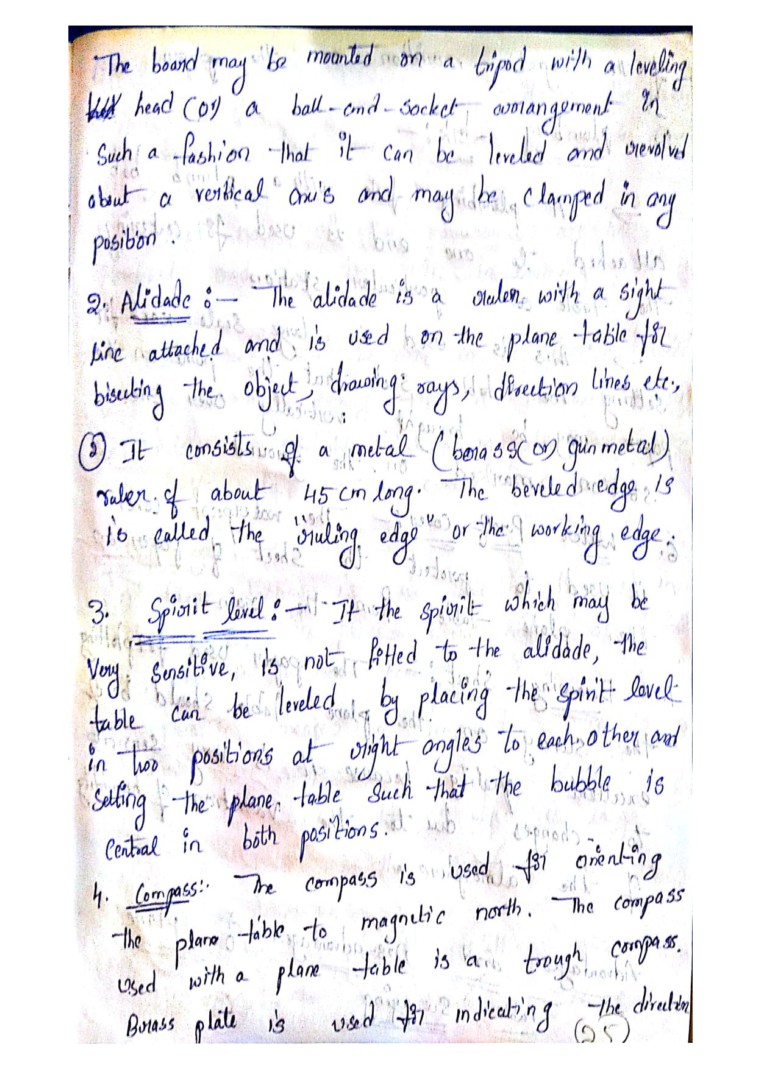 The board may be mounted on a tripod with a leveling
head (or) a ball-and-socket arrangement in
Such a fashion that it can be leveled and revolved
about a vertical axis and may be clamped in any
position.
2. Alidade :- The alidade is a ruler with a sight
line attached and is used on the plane table for
bisecting the object, drawing rays, direction lines etc.,
② It consists of a metal (brass (or) gun metal)
ruler of about 45 cm long. The beveled edge is
is called the "ruling edge" or the working edge.
3. Spirit level :- It the spirit which may be
Very sensitive, is not fitted to the alidade, the
table can be leveled by placing the spirit level
in two positions at right angles to each other and
Setting the plane table such that the bubble is
Central in both positions.
4. Compass:- The compass is used for orienting
the plane table to magnetic north. The compass
used with a plane table is a trough compass.
Brass plate is used for indicating the direction
(25)